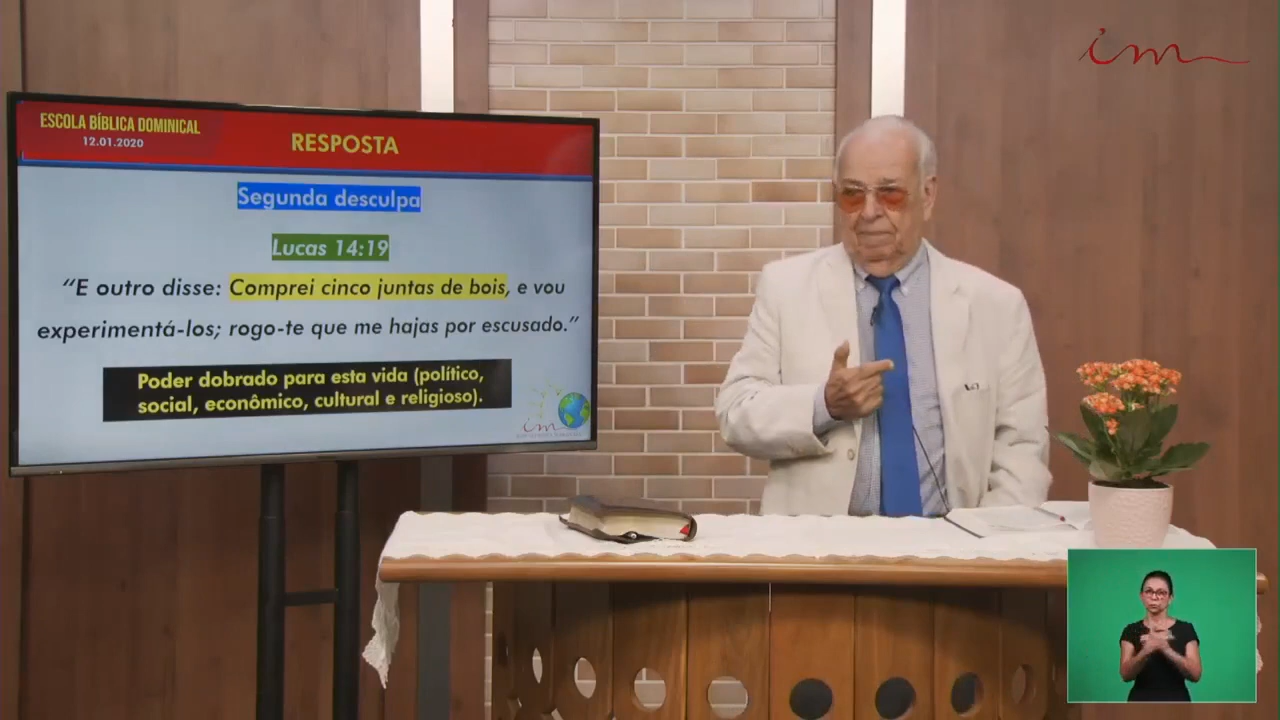 im
ESCOLA BÍBLICA DOMINICAL
12.01.2020
RESPOSTA
Segunda desculpa
Lucas 14:19
“E outro disse: Comprei cinco juntas de bois, e vou
experimentá-los; rogo-te que me hajas por escusado.”
Poder dobrado para esta vida (político,
social, econômico, cultural e religioso).
im